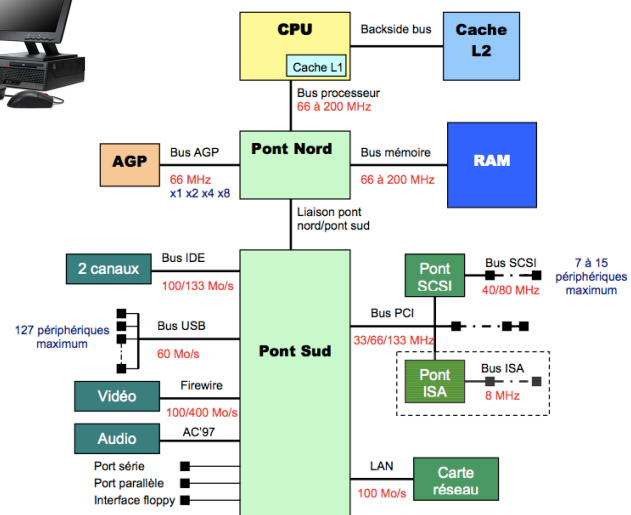 CPU
Cache L1
Backside bus
Cache
L2
Bus processeur
66 à 200 MHz
AGP
Bus AGP
66 MHz
x1 x2 x4 x8
Pont Nord
Bus mémoire
66 à 200 MHz
RAM
Liaison pont
nord/pont sud
2 canaux
Bus IDE
100/133 Mo/s
Pont
SCSI
Bus SCSI
40/80 MHz
7 à 15
périphériques
maximum
127 périphériques
maximum
Bus USB
60 Mo/s
Pont Sud
Bus PCI
33/66/133 MHz
Pont
ISA
Bus ISA
8 MHz
Vidéo
Firewire
100/400 Mo/s
Audio
AC'97
Port série
Port parallèle
Interface floppy
LAN
100 Mo/s
Carte
réseau